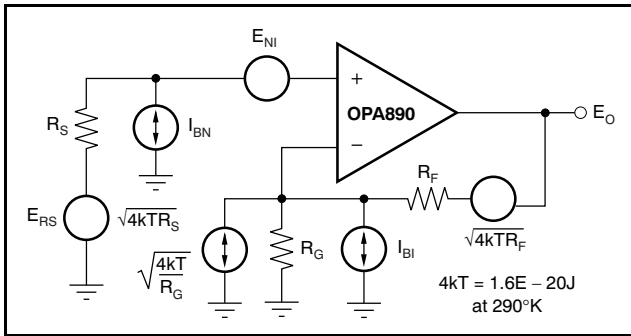 E_NI
+
OPA890
E_O
R_S
I_BN
−
R_F
E_RS
√4kTR_S
√4kTR_F
√4kT/R_G
R_G
I_BI
4kT = 1.6E – 20J
at 290°K